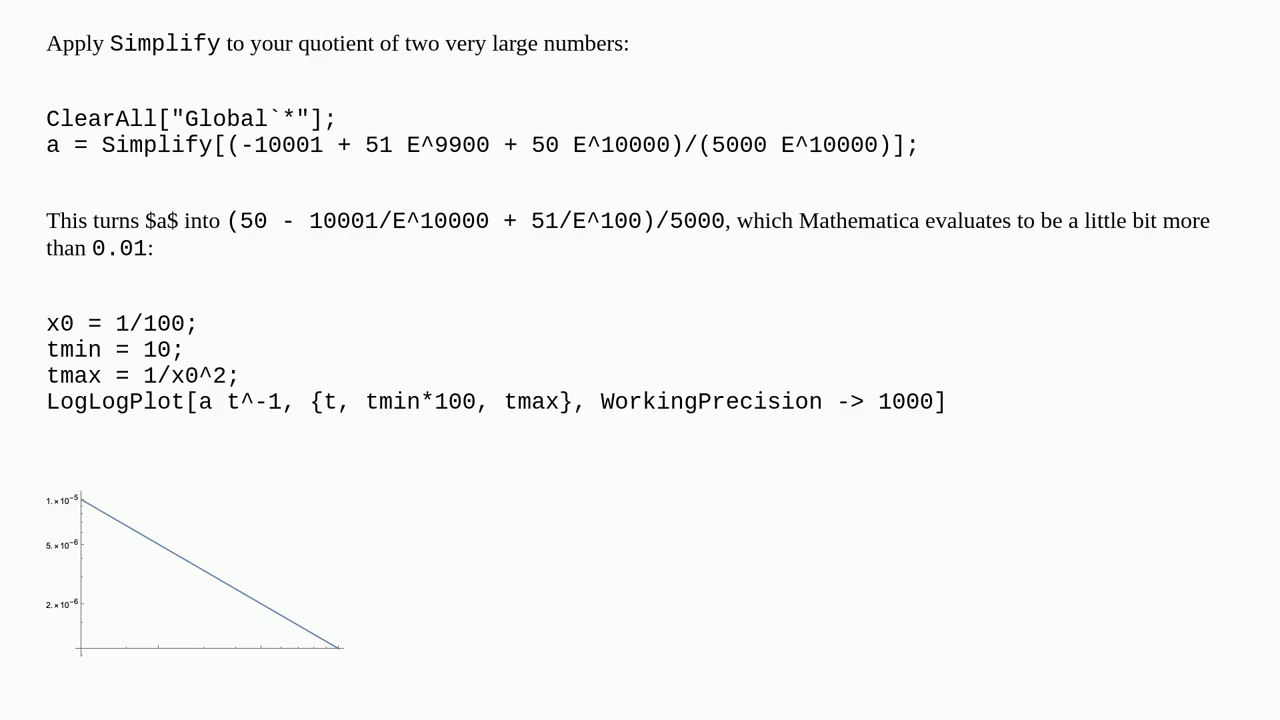 Apply Simplify to your quotient of two very large numbers:
ClearAll["Global`*"];
a = Simplify[(-10001 + 51 E^9900 + 50 E^10000)/(5000 E^10000)];
This turns $a$ into (50 - 10001/E^10000 + 51/E^100)/5000, which Mathematica evaluates to be a little bit more
than 0.01:
x0 = 1/100;
tmin = 10;
tmax = 1/x0^2;
LogLogPlot[a t^-1, {t, tmin*100, tmax}, WorkingPrecision -> 1000]
1.×10⁻⁵
5.×10⁻⁶
2.×10⁻⁶